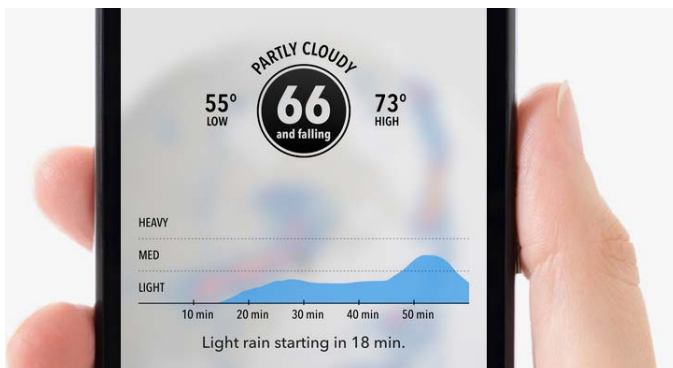 PARTLY CLOUDY
55° 66 73°
LOW and falling HIGH
HEAVY
MED
LIGHT
10 min 20 min 30 min 40 min 50 min
Light rain starting in 18 min.